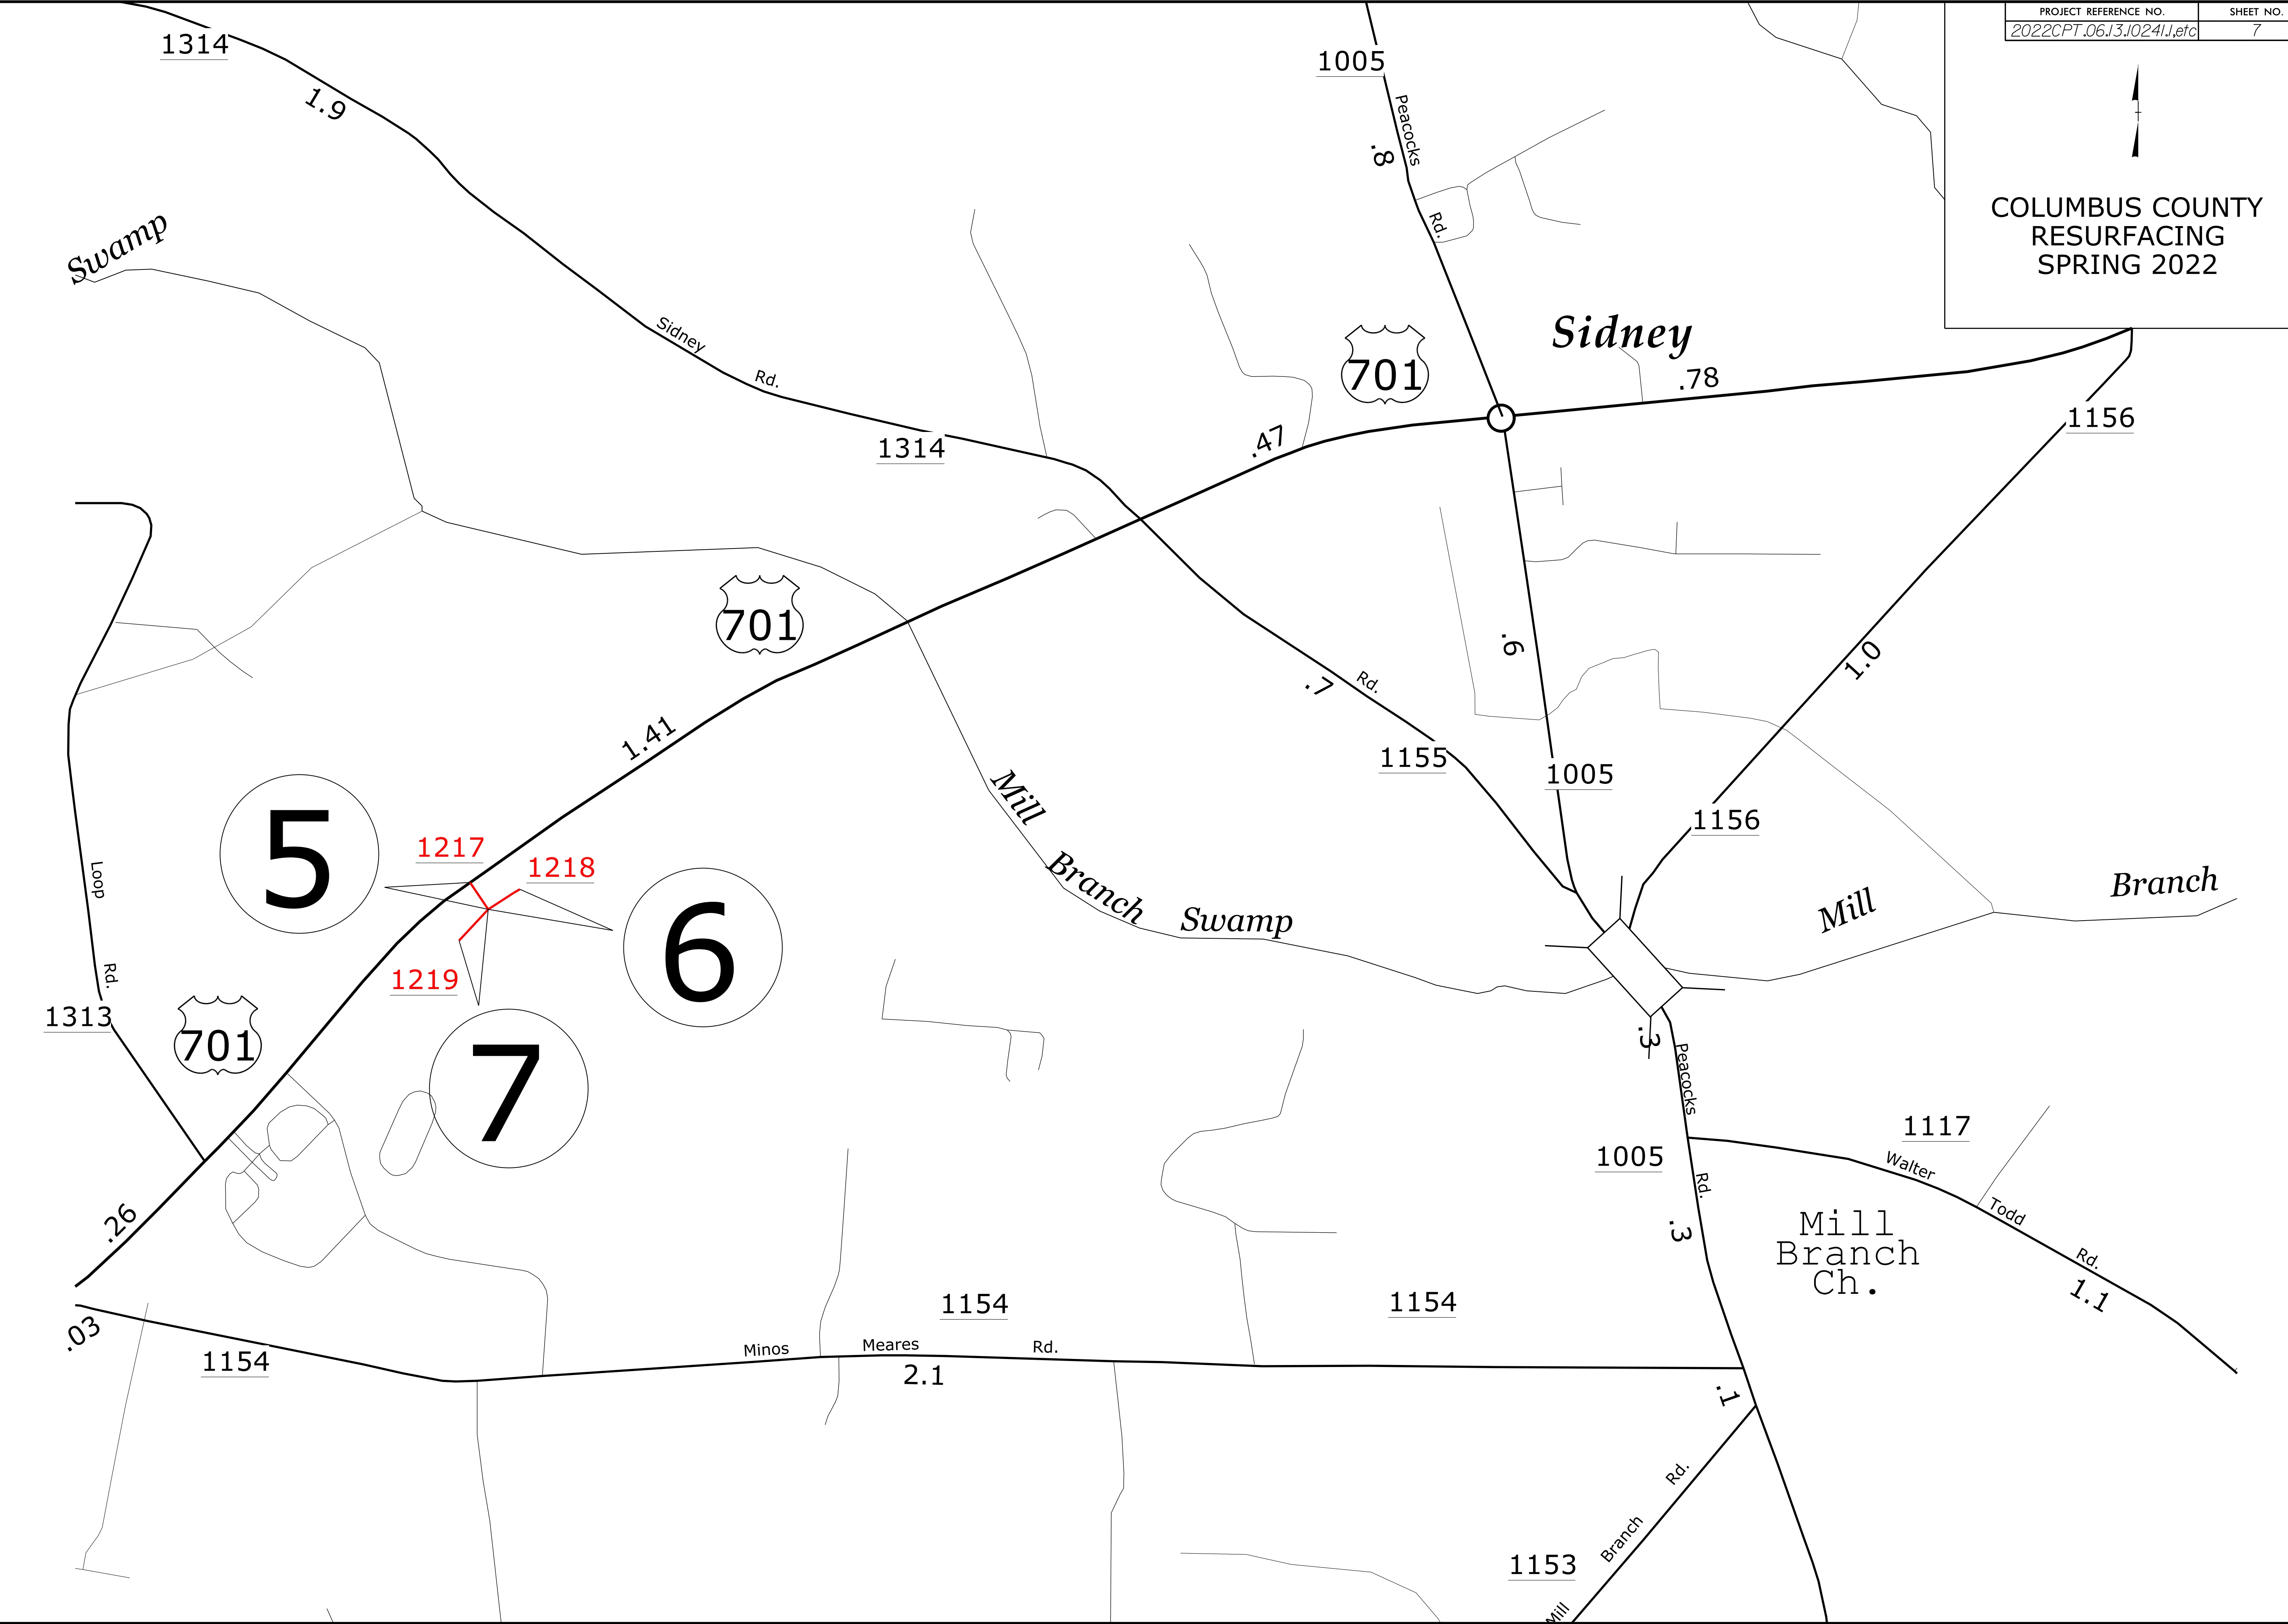 PROJECT REFERENCE NO.
SHEET NO.
2022CPT.06.13.10241.1,etc
7
COLUMBUS COUNTY
RESURFACING
SPRING 2022
1314
1.9
1005
Peacocks
.8
Rd.
Swamp
Sidney
Rd.
Sidney
701
.78
1156
1314
.47
701
.6
1.0
Rd.
.7
1.41
1155
1005
1156
Mill
Branch
Swamp
Mill
Branch
5
1217
1218
6
1219
7
Loop
Rd.
1313
701
.3
Peacocks
1117
1005
Walter
Rd.
Todd
.3
Mill
Branch
Ch.
Rd.
1.1
.26
.03
1154
1154
1154
Minos
Meares
Rd.
2.1
.1
Rd.
Branch
1153
Mill